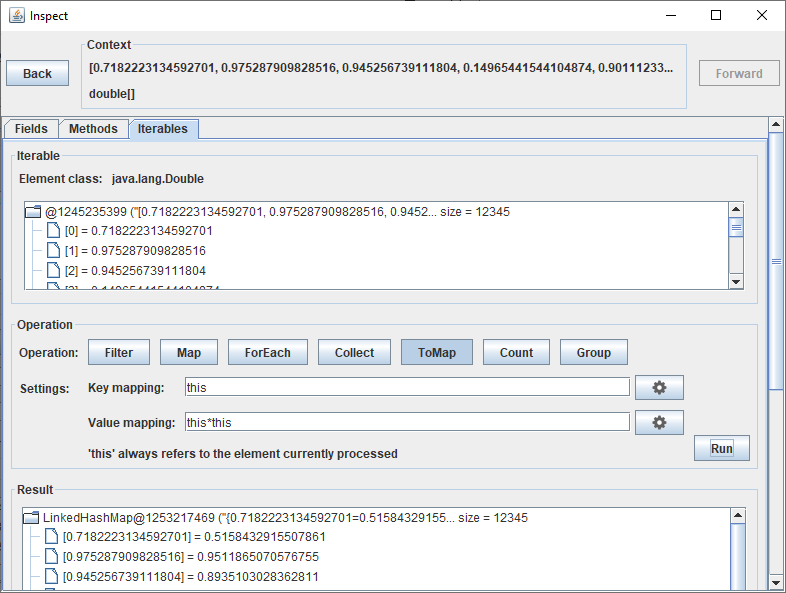 Inspect
Context
Back
[0.7182223134592701, 0.975287909828516, 0.945256739111804, 0.14965441544104874, 0.90111233...
Forward
double[]
Fields Methods Iterables
Iterable
Element class: java.lang.Double
@1245235399 ("[0.7182223134592701, 0.975287909828516, 0.9452... size = 12345
[0] = 0.7182223134592701
[1] = 0.975287909828516
[2] = 0.945256739111804
Operation
Operation: Filter Map ForEach Collect ToMap Count Group
Settings: Key mapping: this
Value mapping: this*this
'this' always refers to the element currently processed
Run
Result
LinkedHashMap@1253217469 ("{0.7182223134592701=0.51584329155... size = 12345
[0.7182223134592701] = 0.5158432915507861
[0.975287909828516] = 0.9511865070576755
[0.945256739111804] = 0.8935103028362811